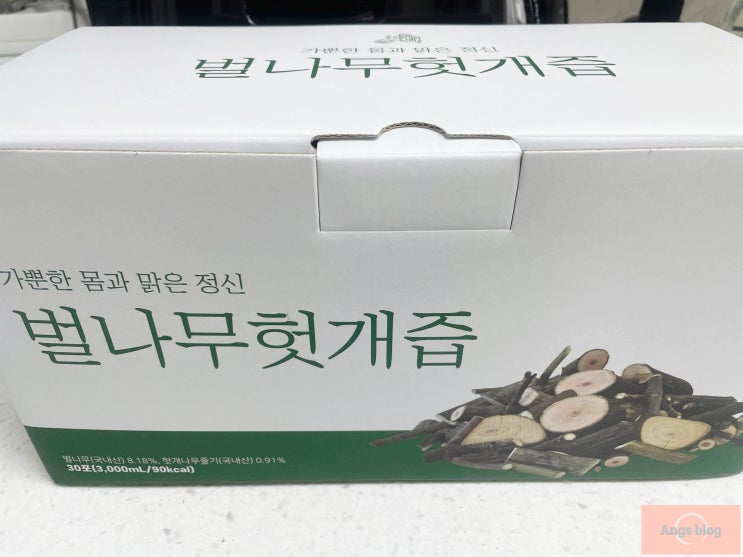 가뿐한 몸과 맑은 정신
벌나무헛개즙
가뿐한 몸과 맑은 정신
벌나무헛개즙
벌나무(국내산) 8.18%, 헛개나무줄기(국내산) 0.91%
30포(3,000mL/90kcal)
Angs blog